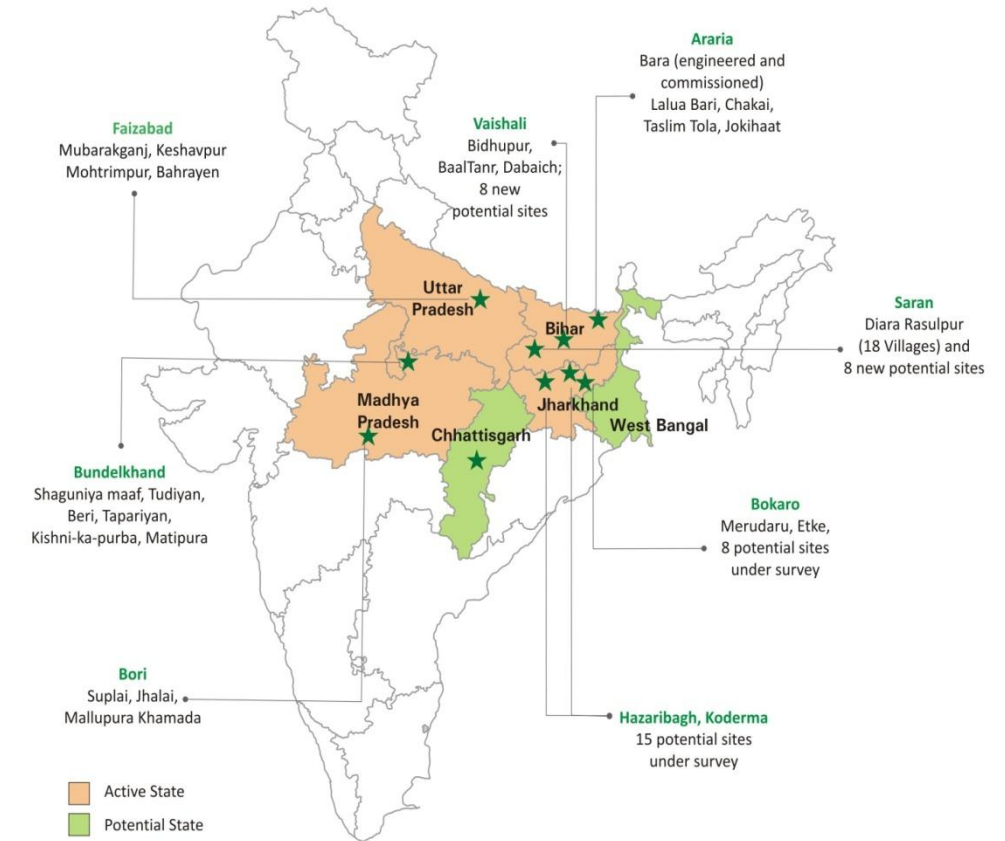 Araria
Bara (engineered and
commissioned)
Lalua Bari, Chakai,
Taslim Tola, Jokihaat
Faizabad
Mubarakganj, Keshavpur
Mohtrimpur, Bahrayen
Vaishali
Bidhupur,
BaalTanr, Dabaich;
8 new
potential sites
Uttar
Pradesh
Bihar
Saran
Diara Rasulpur
(18 Villages) and
8 new potential sites
Madhya
Pradesh
Jharkhand
Chhattisgarh
West Bangal
Bundelkhand
Shaguniya maaf, Tudiyan,
Beri, Tapariyan,
Kishni-ka-purba, Matipura
Bokaro
Merudaru, Etke,
8 potential sites
under survey
Bori
Suplai, Jhalai,
Mallupura Khamada
Hazaribagh, Koderma
15 potential sites
under survey
Active State
Potential State